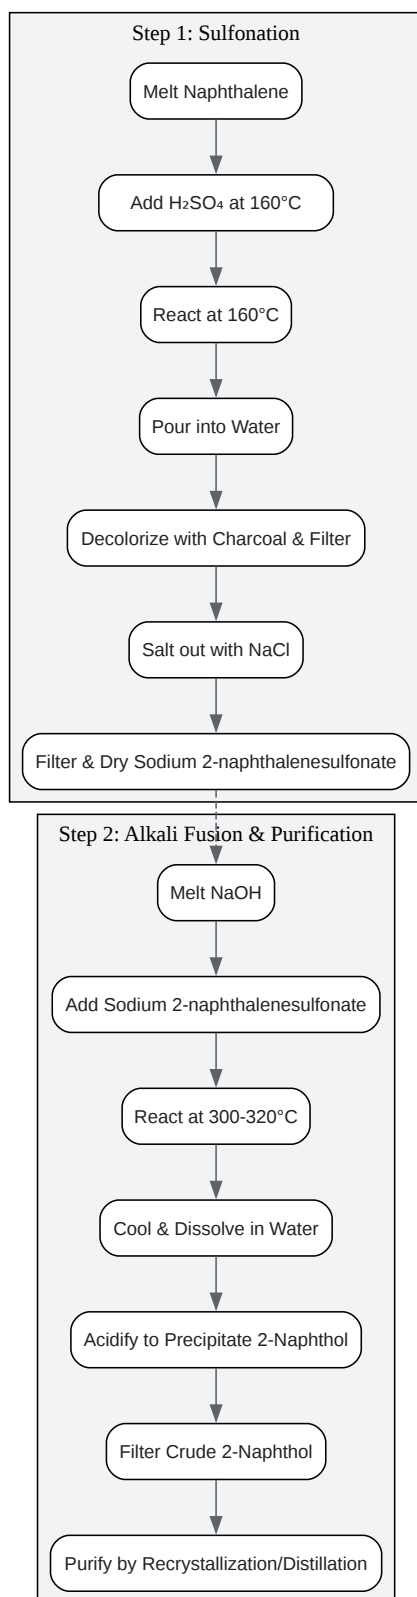 Step 1: Sulfonation
Melt Naphthalene
Add H₂SO₄ at 160°C
React at 160°C
Pour into Water
Decolorize with Charcoal & Filter
Salt out with NaCl
Filter & Dry Sodium 2-naphthalenesulfonate
Step 2: Alkali Fusion & Purification
Melt NaOH
Add Sodium 2-naphthalenesulfonate
React at 300-320°C
Cool & Dissolve in Water
Acidify to Precipitate 2-Naphthol
Filter Crude 2-Naphthol
Purify by Recrystallization/Distillation